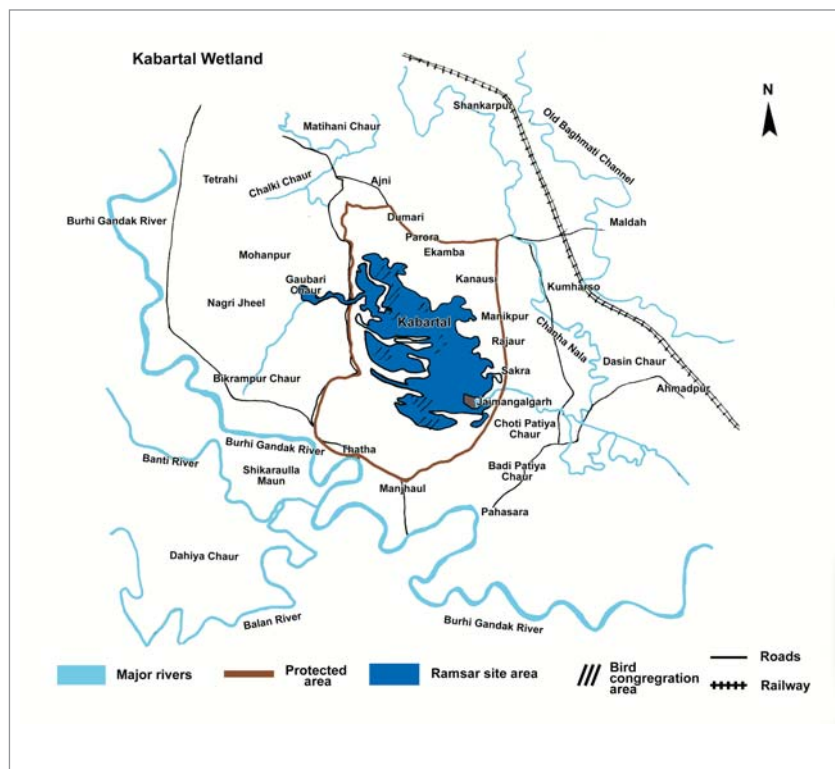 Kabartal Wetland
N
Shankarpur
Old Baghmati Channel
Matihani Chaur
Tetrahi
Chalki Chaur
Ajni
Burhi Gandak River
Dumari
Maldah
Parora
Ekamba
Mohanpur
Gaubari
Chaur
Kanaus
Kumharso
Nagri Jheel
Kabartal
Manikpur
Chanha Nala
Rajaur
Dasin Chaur
Sakra
Bikrampur Chaur
Ahmadpur
Jaimangalgarh
Choti Patiya
Chaur
Burhi Gandak River
Thatha
Banti River
Shikaraulla
Maun
Badi Patiya
Chaur
Manjhaul
Pahasara
Dahiya Chaur
Balan River
Burhi Gandak River
Major rivers
Protected
area
Ramsar site area
Bird
congregration
area
Roads
Railway